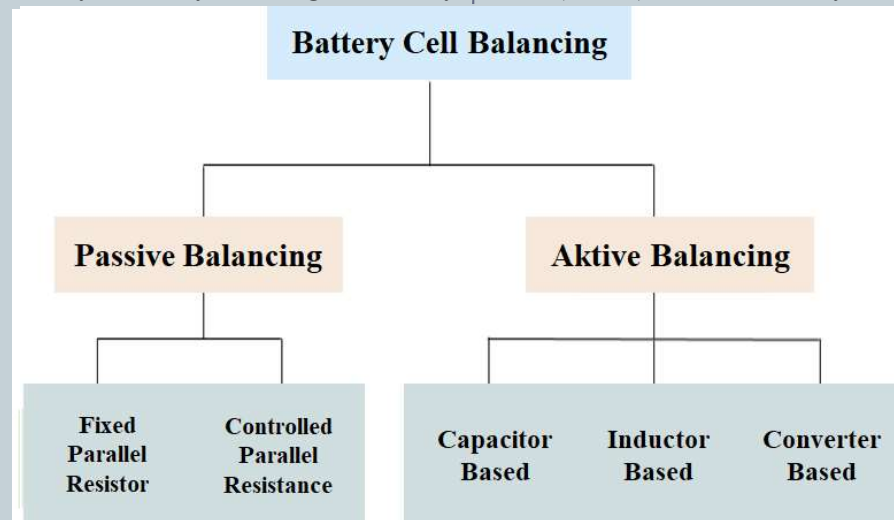 Battery Cell Balancing
Passive Balancing
Aktive Balancing
Fixed
Parallel
Resistor
Controlled
Parallel
Resistance
Capacitor
Based
Inductor
Based
Converter
Based